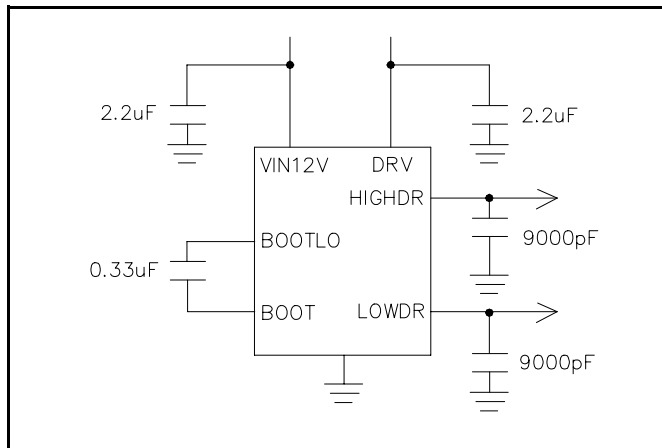 2.2uF
2.2uF
VIN12V
DRV
HIGHDR
9000pF
BOOTLO
0.33uF
BOOT
LOWDR
9000pF